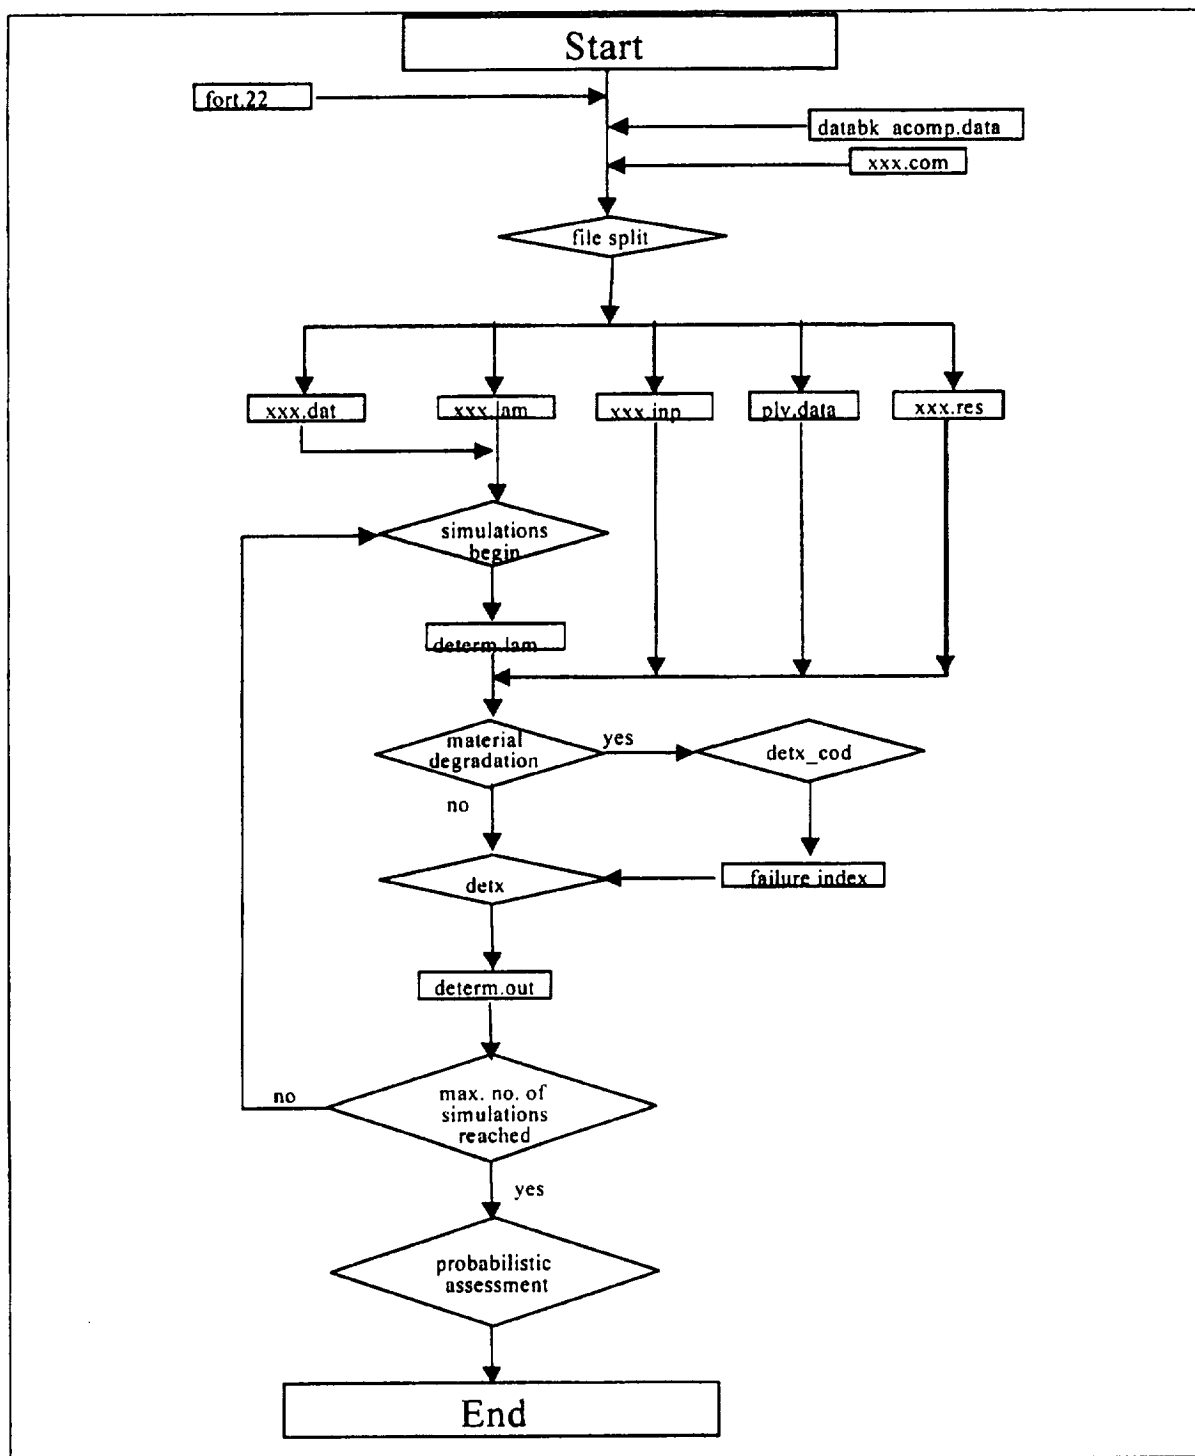 Start
fort.22
databk_acomp.data
xxx.com
file split
xxx.dat
xxx.lam
xxx.inp
ply.data
xxx.res
simulations
begin
determ.lam
material
degradation
yes
detx_cod
no
detx
failure index
determ.out
no
max. no. of
simulations
reached
yes
probabilistic
assessment
End